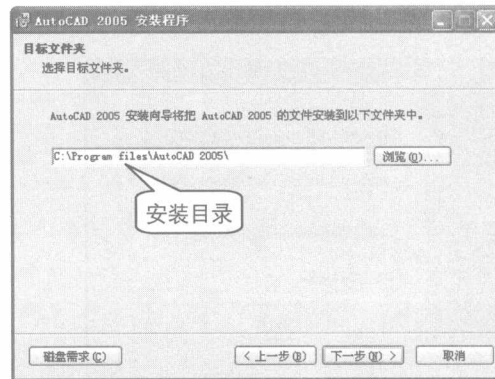 AutoCAD 2005 安装程序
目标文件夹
选择目标文件夹。
AutoCAD 2005 安装向导将把 AutoCAD 2005 的文件安装到以下文件夹中。
C:\Program files\AutoCAD 2005\
浏览(O)...
安装目录
磁盘需求(C)
< 上一步(B)
下一步(N) >
取消